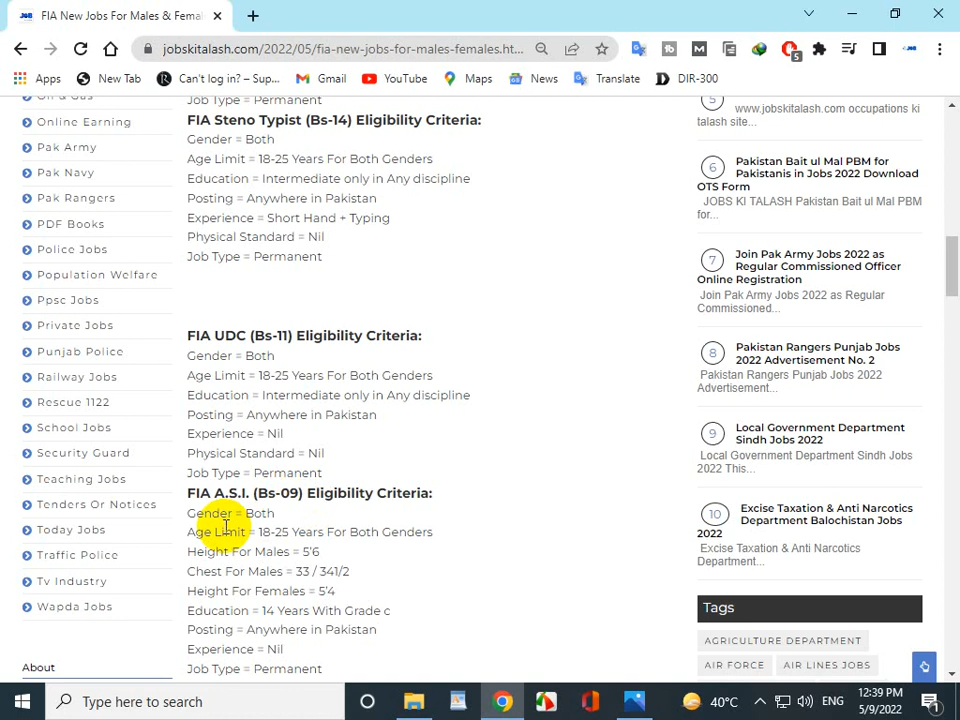 FIA New Jobs For Males & Femal
jobskitalash.com/2022/05/fia-new-jobs-for-males-females.ht...
5
Apps
New Tab
Can't log in? – Sup...
Gmail
YouTube
Maps
News
Translate
DIR-300
Oil & Gas
Online Earning
Pak Army
Pak Navy
Pak Rangers
PDF Books
Police Jobs
Population Welfare
Ppsc Jobs
Private Jobs
Punjab Police
Railway Jobs
Rescue 1122
School Jobs
Security Guard
Teaching Jobs
Tenders Or Notices
Today Jobs
Traffic Police
Tv Industry
Wapda Jobs
About
Job Type = Permanent
FIA Steno Typist (Bs-14) Eligibility Criteria:
Gender = Both
Age Limit = 18-25 Years For Both Genders
Education = Intermediate only in Any discipline
Posting = Anywhere in Pakistan
Experience = Short Hand + Typing
Physical Standard = Nil
Job Type = Permanent
FIA UDC (Bs-11) Eligibility Criteria:
Gender = Both
Age Limit = 18-25 Years For Both Genders
Education = Intermediate only in Any discipline
Posting = Anywhere in Pakistan
Experience = Nil
Physical Standard = Nil
Job Type = Permanent
FIA A.S.I. (Bs-09) Eligibility Criteria:
Gender = Both
Age Limit = 18-25 Years For Both Genders
Height For Males = 5'6
Chest For Males = 33 / 341/2
Height For Females = 5'4
Education = 14 Years With Grade c
Posting = Anywhere in Pakistan
Experience = Nil
Job Type = Permanent
5
www.jobskitalash.com occupations ki
talash site...
6
Pakistan Bait ul Mal PBM for
Pakistanis in Jobs 2022 Download
OTS Form
JOBS KI TALASH Pakistan Bait ul Mal PBM
for...
7
Join Pak Army Jobs 2022 as
Regular Commissioned Officer
Online Registration
Join Pak Army Jobs 2022 as Regular
Commissioned...
8
Pakistan Rangers Punjab Jobs
2022 Advertisement No. 2
Pakistan Rangers Punjab Jobs 2022
Advertisement...
9
Local Government Department
Sindh Jobs 2022
Local Government Department Sindh Jobs
2022 This...
10
Excise Taxation & Anti Narcotics
Department Balochistan Jobs
2022
Excise Taxation & Anti Narcotics
Department...
Tags
AGRICULTURE DEPARTMENT
AIR FORCE
AIR LINES JOBS
Type here to search
40°C
ENG
12:39 PM
5/9/2022
1